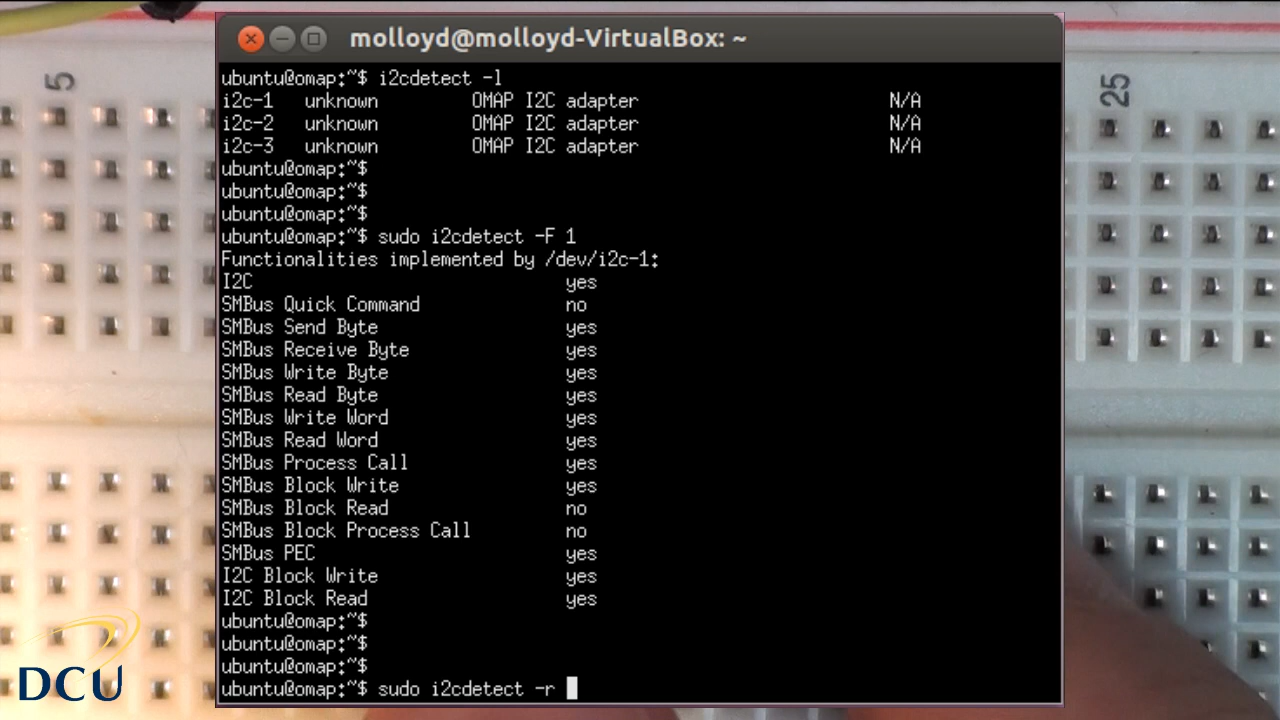 molloyd@molloyd-VirtualBox: ~
5
25
ubuntu@omap:~$ i2cdetect -l
i2c-1 unknown OMAP I2C adapter N/A
i2c-2 unknown OMAP I2C adapter N/A
i2c-3 unknown OMAP I2C adapter N/A
ubuntu@omap:~$
ubuntu@omap:~$
ubuntu@omap:~$
ubuntu@omap:~$ sudo i2cdetect -F 1
Functionalities implemented by /dev/i2c-1:
I2C yes
SMBus Quick Command no
SMBus Send Byte yes
SMBus Receive Byte yes
SMBus Write Byte yes
SMBus Read Byte yes
SMBus Write Word yes
SMBus Read Word yes
SMBus Process Call yes
SMBus Block Write yes
SMBus Block Read no
SMBus Block Process Call no
SMBus PEC yes
I2C Block Write yes
I2C Block Read yes
ubuntu@omap:~$
ubuntu@omap:~$
ubuntu@omap:~$
ubuntu@omap:~$ sudo i2cdetect -r
DCU